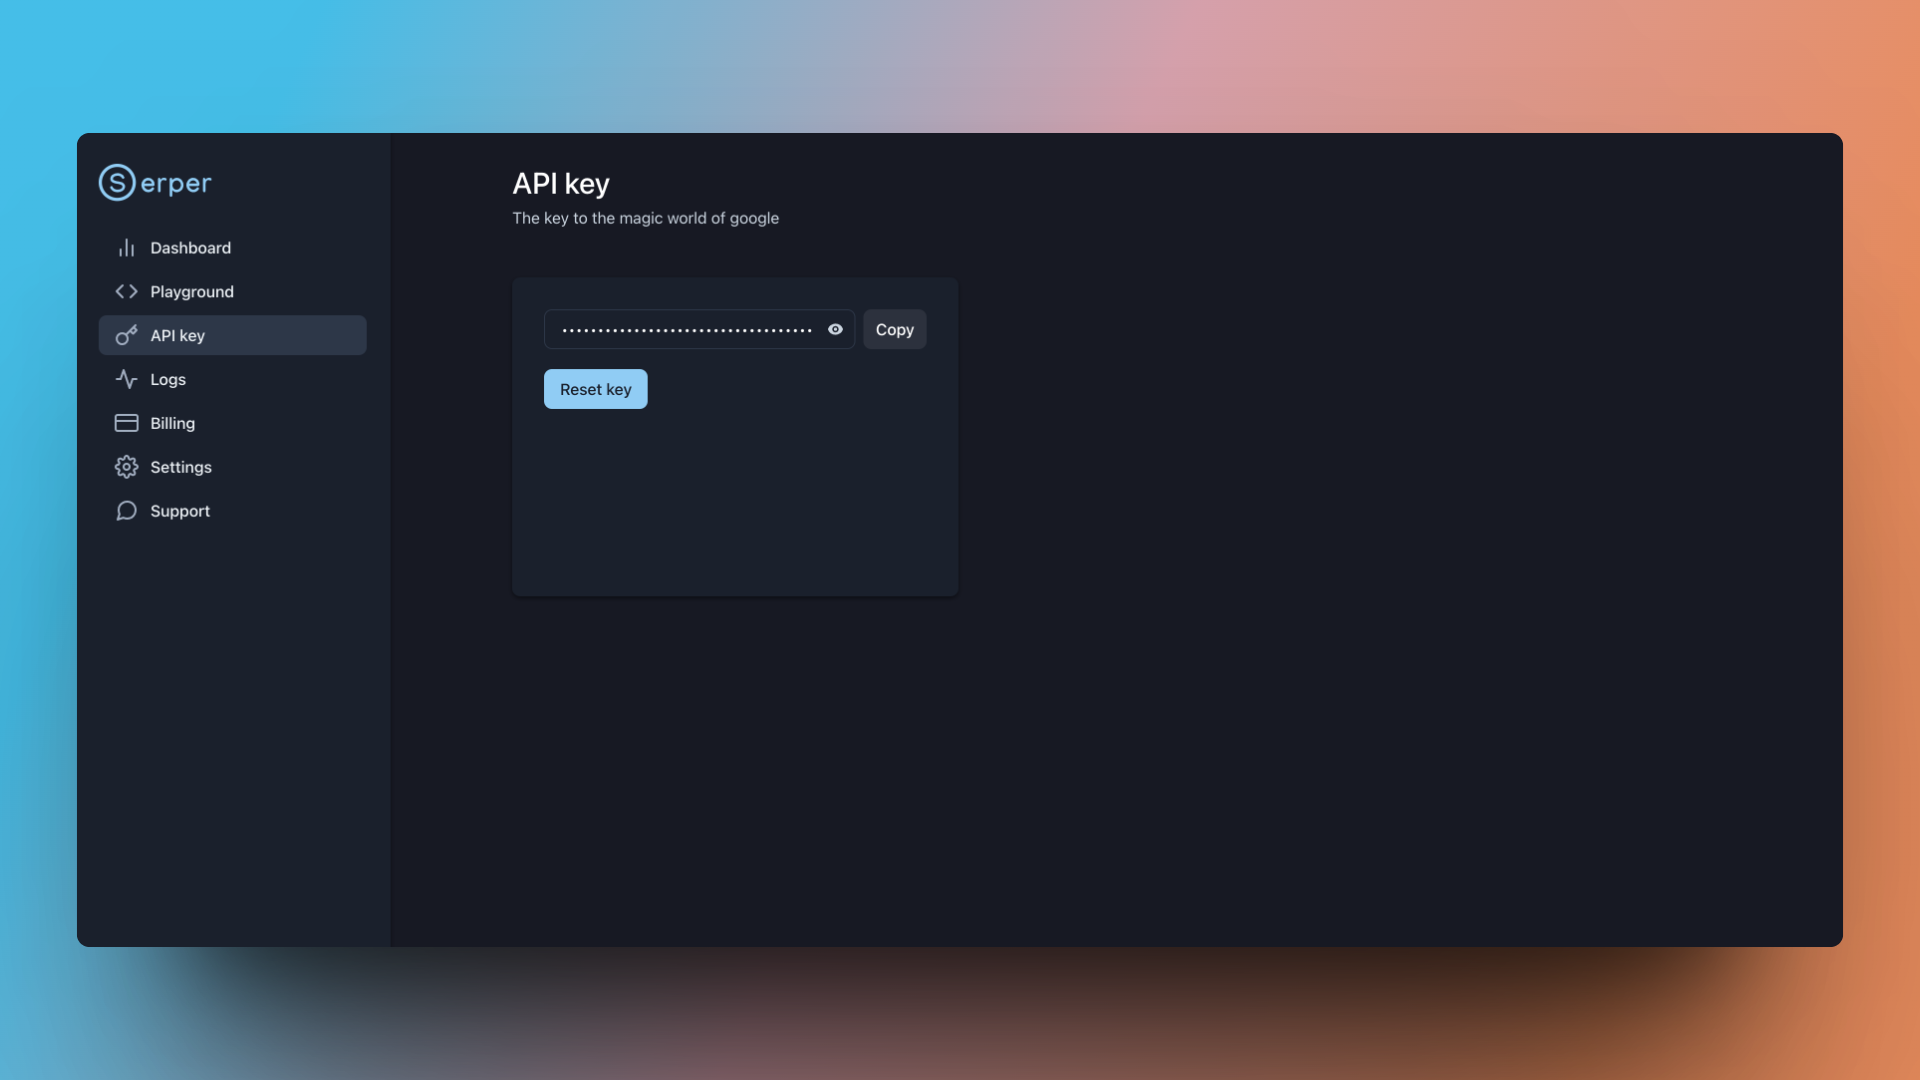 Serper
Dashboard
Playground
API key
Logs
Billing
Settings
Support
API key
The key to the magic world of google
•••••••••••••••••••••••••••••••••••
Copy
Reset key